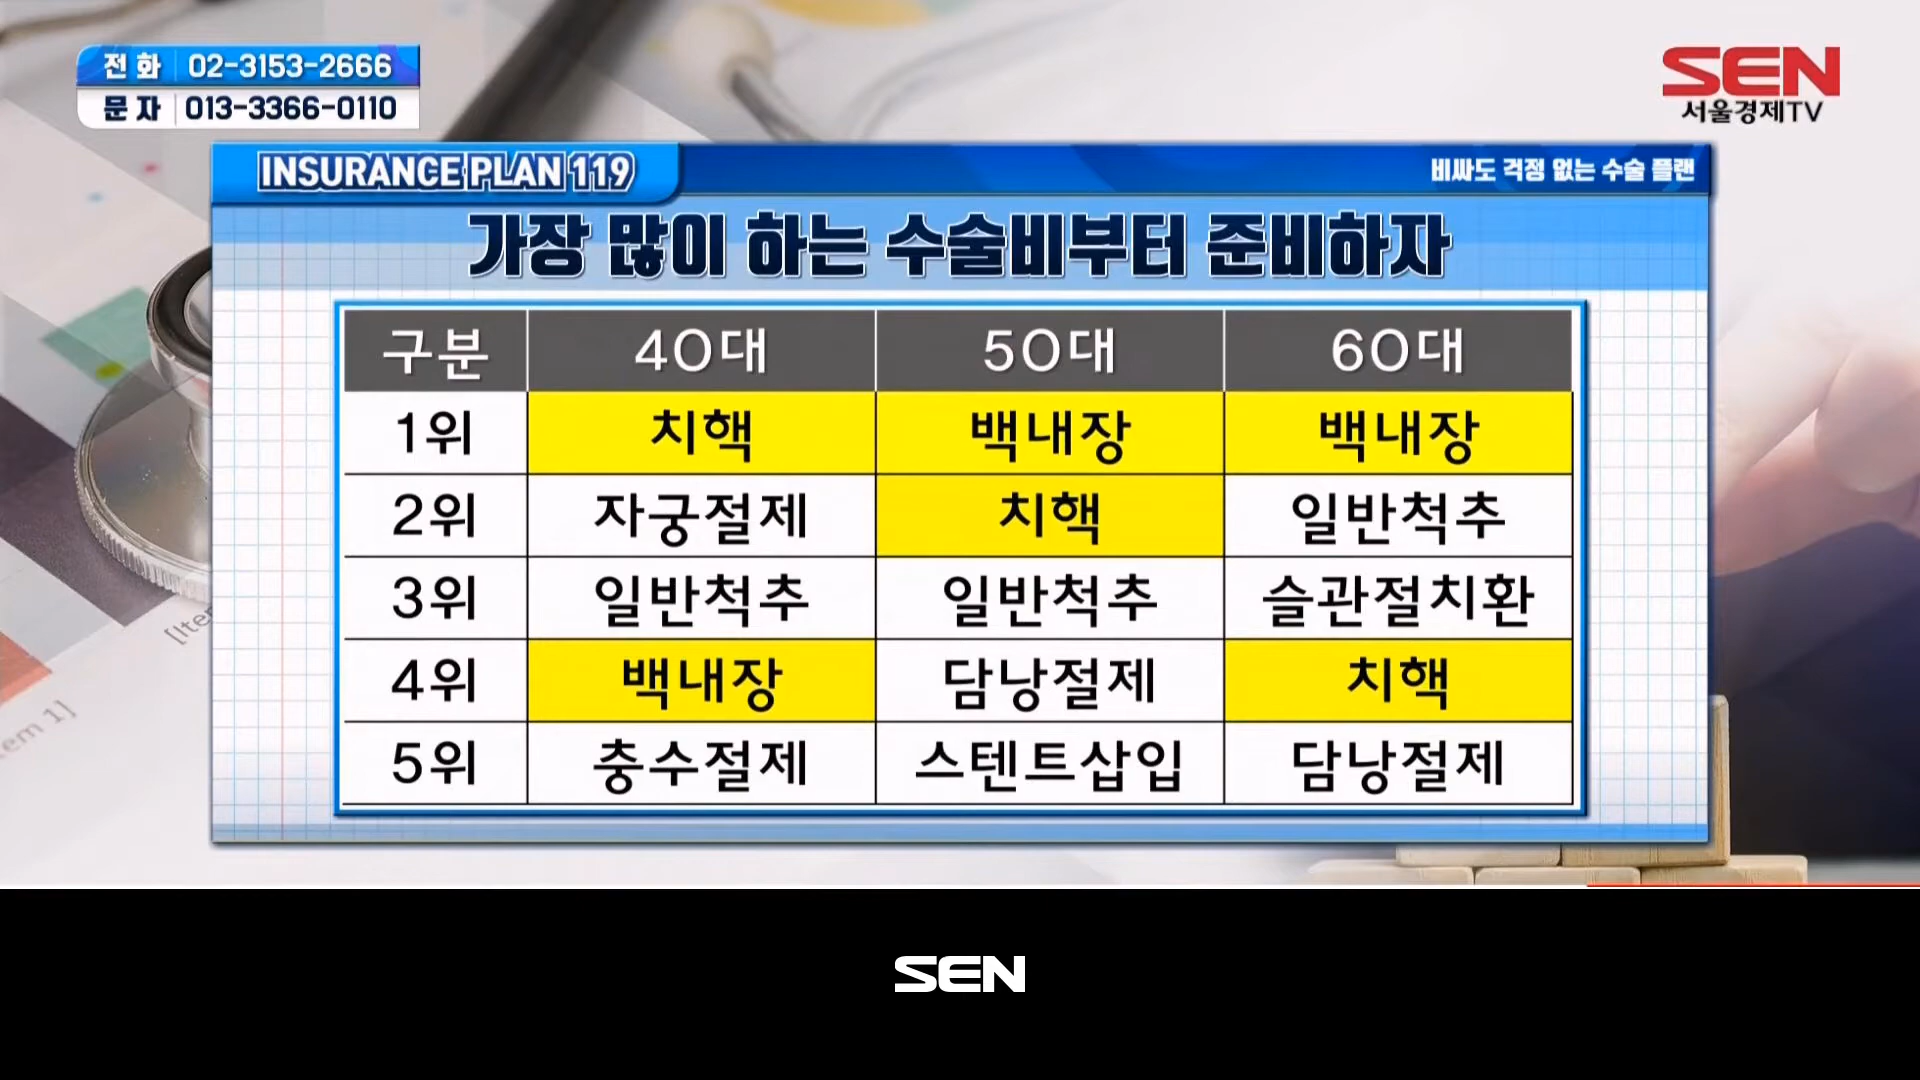 전화 02-3153-2666
문자 013-3366-0110
SEN
서울경제TV
INSURANCE PLAN 119
비싸도 걱정 없는 수술 플랜
가장 많이 하는 수술비부터 준비하자
구분 40대 50대 60대
1위 치핵 백내장 백내장
2위 자궁절제 치핵 일반척추
3위 일반척추 일반척추 슬관절치환
4위 백내장 담낭절제 치핵
5위 충수절제 스텐트삽입 담낭절제
em 1]
SEN